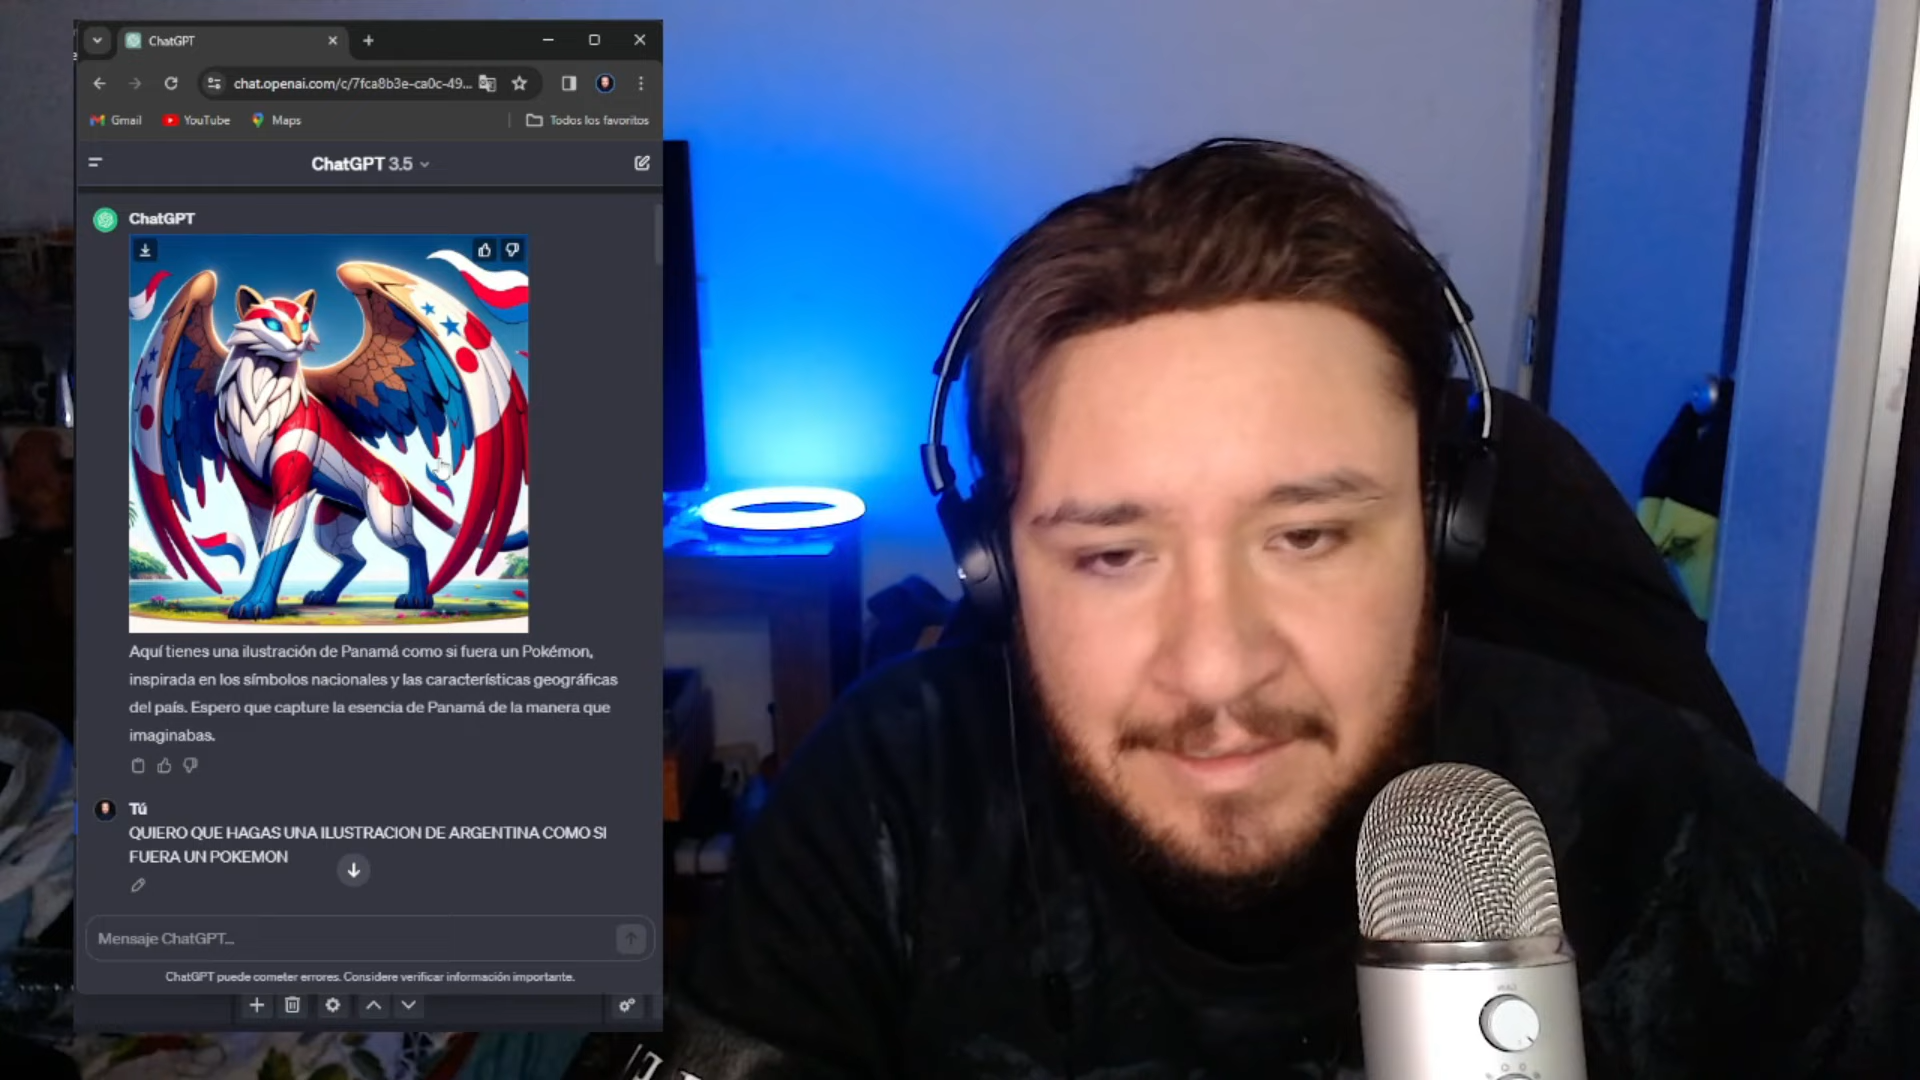 ChatGPT
chat.openai.com/c/7fca8b3e-ca0c-49...
Gmail
YouTube
Maps
Todos los favoritos
ChatGPT 3.5
ChatGPT
Aquí tienes una ilustración de Panamá como si fuera un Pokémon,
inspirada en los símbolos nacionales y las características geográficas
del país. Espero que capture la esencia de Panamá de la manera que
imaginabas.
Tú
QUIERO QUE HAGAS UNA ILUSTRACION DE ARGENTINA COMO SI
FUERA UN POKEMON
Mensaje ChatGPT...
ChatGPT puede cometer errores. Considere verificar información importante.